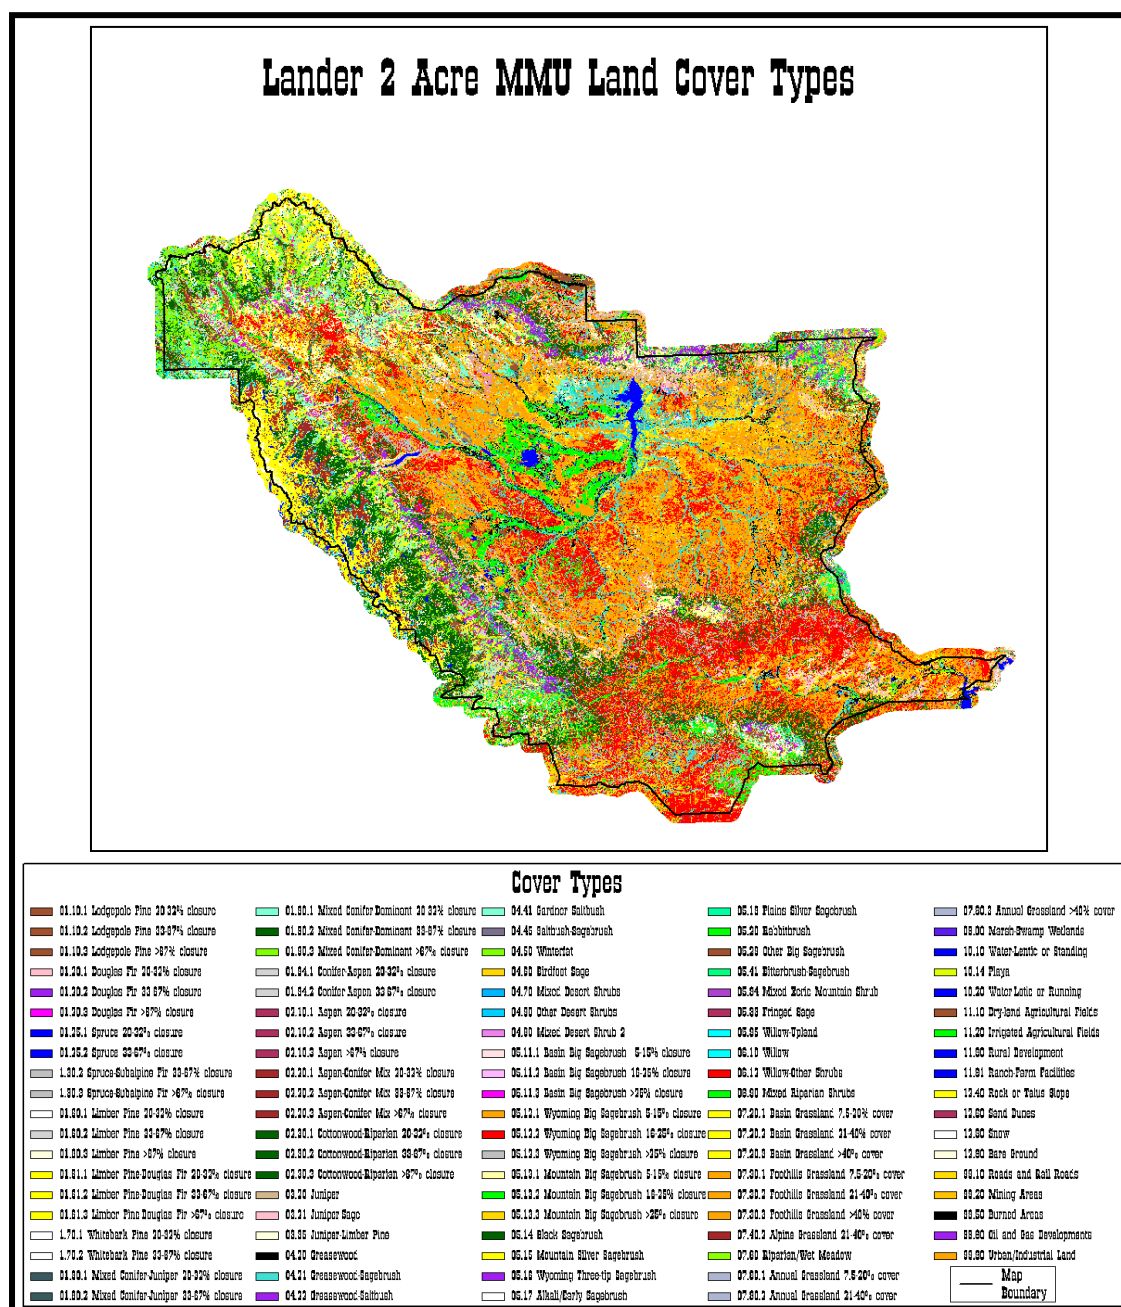 Lander 2 Acre MMU Land Cover Types
Cover Types
01.10.1 Lodgepole Pine 20-32% closure
01.10.2 Lodgepole Pine 33-67% closure
01.10.3 Lodgepole Pine >67% closure
01.20.1 Douglas Fir 20-32% closure
01.20.2 Douglas Fir 33-67% closure
01.20.3 Douglas Fir >67% closure
01.25.1 Spruce 20-32% closure
01.25.2 Spruce 33-67% closure
1.30.2 Spruce-Subalpine Fir 33-67% closure
1.30.3 Spruce-Subalpine Fir >67% closure
01.60.1 Limber Pine 20-32% closure
01.60.2 Limber Pine 33-67% closure
01.60.3 Limber Pine >67% closure
01.61.1 Limber Pine-Douglas Fir 20-32% closure
01.61.2 Limber Pine-Douglas Fir 33-67% closure
01.61.3 Limber Pine-Douglas Fir >67% closure
1.70.1 Whitebark Pine 20-32% closure
1.70.2 Whitebark Pine 33-67% closure
01.80.1 Mixed Conifer-Juniper 20-32% closure
01.80.2 Mixed Conifer-Juniper 33-67% closure
01.90.1 Mixed Conifer-Dominant 20-32% closure
01.90.2 Mixed Conifer-Dominant 33-67% closure
01.90.3 Mixed Conifer-Dominant >67% closure
01.94.1 Conifer-Aspen 20-32% closure
01.94.2 Conifer-Aspen 33-67% closure
02.10.1 Aspen 20-32% closure
02.10.2 Aspen 33-67% closure
02.10.3 Aspen >67% closure
02.20.1 Aspen-Conifer Mix 20-32% closure
02.20.2 Aspen-Conifer Mix 33-67% closure
02.20.3 Aspen-Conifer Mix >67% closure
02.30.1 Cottonwood-Riparian 20-32% closure
02.30.2 Cottonwood-Riparian 33-67% closure
02.30.3 Cottonwood-Riparian >67% closure
03.20 Juniper
03.21 Juniper-Sage
03.25 Juniper-Limber Pine
04.20 Greasewood
04.21 Greasewood-Sagebrush
04.22 Greasewood-Saltbush
04.41 Gardner Saltbush
04.45 Saltbush-Sagebrush
04.50 Winterfat
04.60 Birdfoot Sage
04.70 Mixed Desert Shrubs
04.80 Other Desert Shrubs
04.90 Mixed Desert Shrub 2
05.11.1 Basin Big Sagebrush 5-15% closure
05.11.2 Basin Big Sagebrush 16-25% closure
05.11.3 Basin Big Sagebrush >25% closure
05.12.1 Wyoming Big Sagebrush 5-15% closure
05.12.2 Wyoming Big Sagebrush 16-25% closure
05.12.3 Wyoming Big Sagebrush >25% closure
05.13.1 Mountain Big Sagebrush 5-15% closure
05.13.2 Mountain Big Sagebrush 16-25% closure
05.13.3 Mountain Big Sagebrush >25% closure
05.14 Black Sagebrush
05.15 Mountain Silver Sagebrush
05.16 Wyoming Three-tip Sagebrush
05.17 Alkali/Early Sagebrush
05.18 Plains Silver Sagebrush
05.20 Rabbitbrush
05.29 Other Big Sagebrush
05.41 Bitterbrush-Sagebrush
05.84 Mixed Xeric Mountain Shrub
05.88 Fringed Sage
05.95 Willow-Upland
06.10 Willow
06.12 Willow-Other Shrubs
06.90 Mixed Riparian Shrubs
07.20.1 Basin Grassland 7.5-20% cover
07.20.2 Basin Grassland 21-40% cover
07.20.3 Basin Grassland >40% cover
07.30.1 Foothills Grassland 7.5-20% cover
07.30.2 Foothills Grassland 21-40% cover
07.30.3 Foothills Grassland >40% cover
07.40.2 Alpine Grassland 21-40% cover
07.60 Riparian/Wet Meadow
07.80.1 Annual Grassland 7.5-20% cover
07.80.2 Annual Grassland 21-40% cover
07.80.3 Annual Grassland >40% cover
09.00 Marsh-Swamp Wetlands
10.10 Water-Lentic or Standing
10.14 Playa
10.20 Water-Lotic or Running
11.10 Dry-land Agricultural Fields
11.20 Irrigated Agricultural Fields
11.90 Rural Development
11.91 Ranch-Farm Facilities
12.40 Rock or Talus Slope
12.60 Sand Dunes
12.80 Snow
12.90 Bare Ground
99.10 Roads and Rail Roads
99.20 Mining Areas
99.50 Burned Areas
99.80 Oil and Gas Developments
99.90 Urban/Industrial Land
Map
Boundary